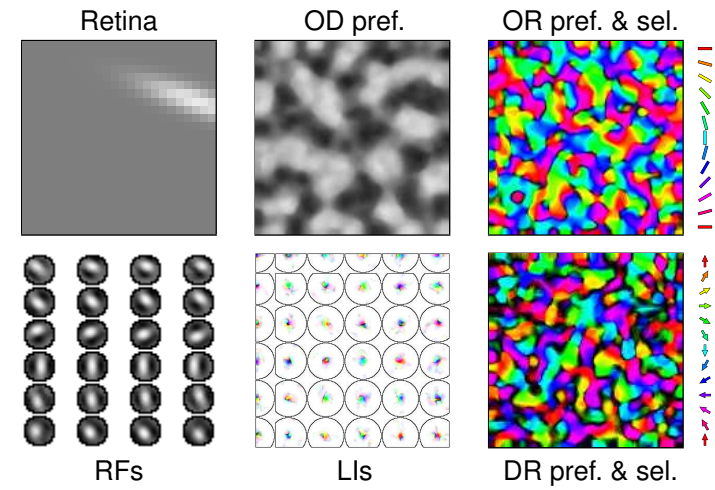 Retina
OD pref.
OR pref. & sel.
RFs
LIs
DR pref. & sel.